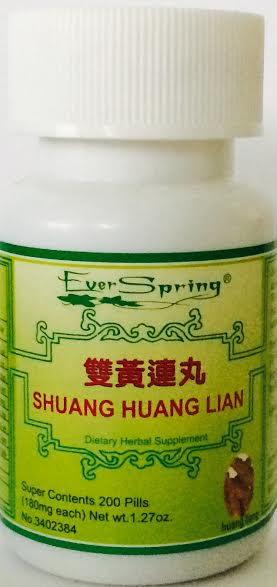 Ever Spring®
雙黃連丸
SHUANG HUANG LIAN
Dietary Herbal Supplement
Super Contents 200 Pills
(180mg each) Net wt.1.27oz.
No.3402384
huang